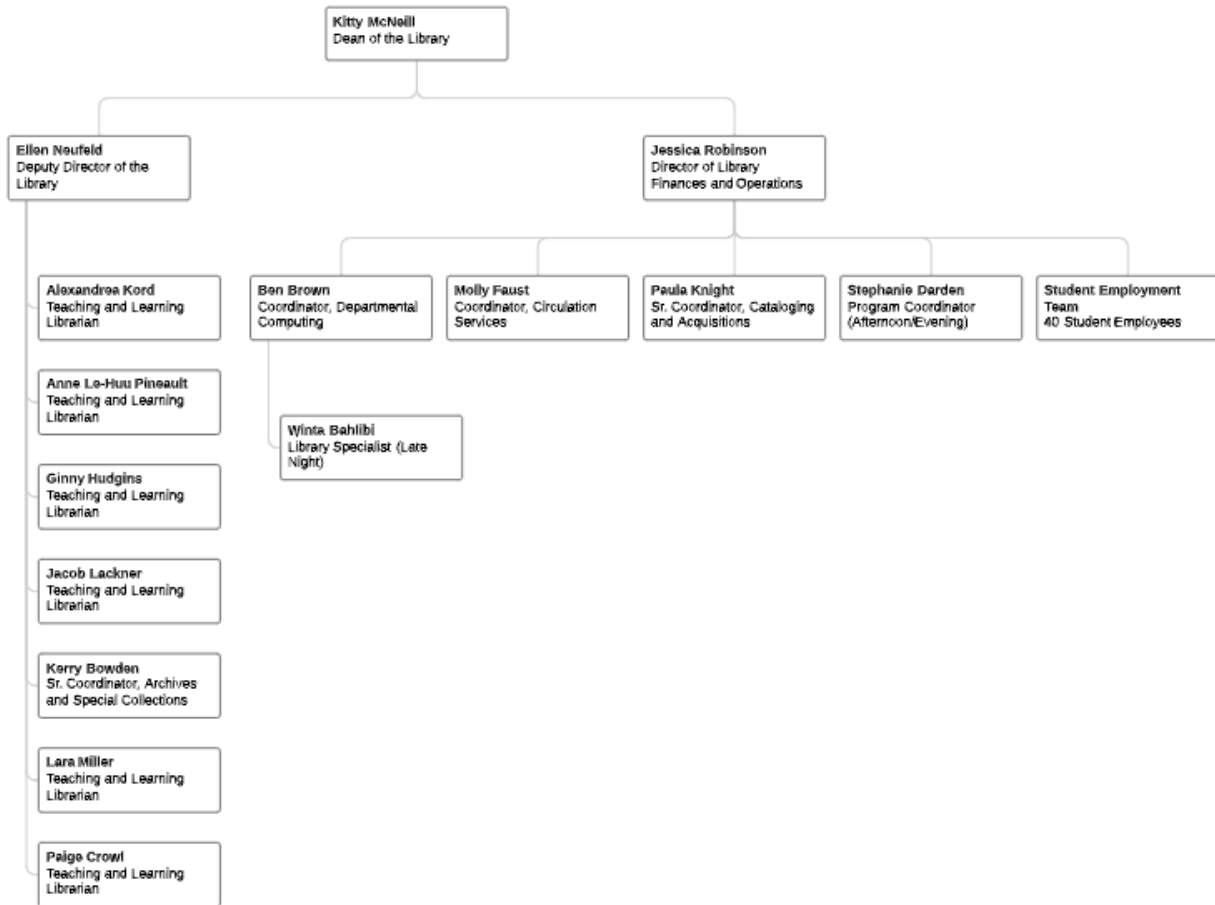 Kitty McNeill
Dean of the Library
Ellen Neufeld
Deputy Director of the
Library
Jessica Robinson
Director of Library
Finances and Operations
Alexandrea Kord
Teaching and Learning
Librarian
Anne Le-Huu Pineault
Teaching and Learning
Librarian
Ginny Hudgins
Teaching and Learning
Librarian
Jacob Lackner
Teaching and Learning
Librarian
Kerry Bowden
Sr. Coordinator, Archives
and Special Collections
Lara Miller
Teaching and Learning
Librarian
Paige Crowl
Teaching and Learning
Librarian
Ben Brown
Coordinator, Departmental
Computing
Winta Bahlibi
Library Specialist (Late
Night)
Molly Faust
Coordinator, Circulation
Services
Paula Knight
Sr. Coordinator, Cataloging
and Acquisitions
Stephanie Darden
Program Coordinator
(Afternoon/Evening)
Student Employment
Team
40 Student Employees